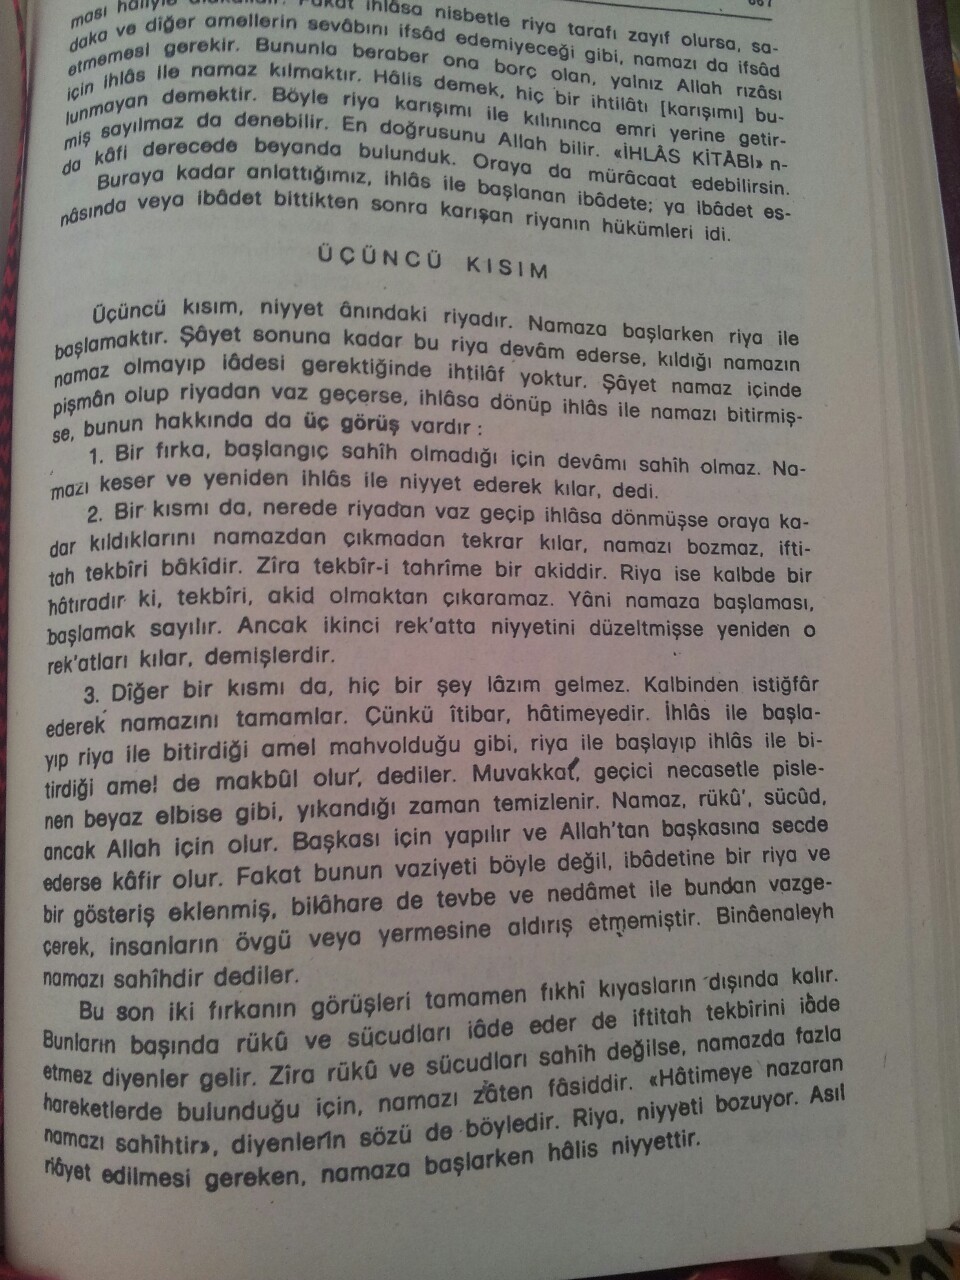 ması hâliyle Fakat ihlâsa nisbetle riya tarafı zayıf olursa, sa-
daka ve diğer amellerin sevâbını ifsâd edemiyeceği gibi, namazı da ifsâd
etmemesi gerekir. Bununla beraber ona borç olan, yalnız Allah rızâsı
için ihlâs ile namaz kılmaktır. Hâlis demek, hiç bir ihtilâtı [karışımı] bu-
lunmayan demektir. Böyle riya karışımı ile kılınınca emri yerine getir-
miş sayılmaz da denebilir. En doğrusunu Allah bilir. «İHLÂS KİTÂBI» n-
da kâfi derecede beyanda bulunduk. Oraya da mürâcaat edebilirsin.
Buraya kadar anlattığımız, ihlâs ile başlanan ibâdete; ya ibâdet es-
nâsında veya ibâdet bittikten sonra karışan riyanın hükümleri idi.
ÜÇÜNCÜ KISIM
Üçüncü kısım, niyyet ânındaki riyadır. Namaza başlarken riya ile
başlamaktır. Şâyet sonuna kadar bu riya devâm ederse, kıldığı namazın
namaz olmayıp iâdesi gerektiğinde ihtilâf yoktur. Şâyet namaz içinde
pişmân olup riyadan vaz geçerse, ihlâsa dönüp ihlâs ile namazı bitirmiş-
se, bunun hakkında da üç görüş vardır :
1. Bir fırka, başlangıç sahîh olmadığı için devâmı sahîh olmaz. Na-
mazı keser ve yeniden ihlâs ile niyyet ederek kılar, dedi.
2. Bir kısmı da, nerede riyadan vaz geçip ihlâsa dönmüşse oraya ka-
dar kıldıklarını namazdan çıkmadan tekrar kılar, namazı bozmaz, ifti-
tah tekbîri bâkîdir. Zîra tekbîr-i tahrîme bir akiddir. Riya ise kalbde bir
hâtıradır ki, tekbîri, akid olmaktan çıkaramaz. Yâni namaza başlaması,
başlamak sayılır. Ancak ikinci rek'atta niyyetini düzeltmişse yeniden o
rek'atları kılar, demişlerdir.
3. Dîğer bir kısmı da, hiç bir şey lâzım gelmez. Kalbinden istiğfâr
ederek namazını tamamlar. Çünkü îtibar, hâtimeyedir. İhlâs ile başla-
yıp riya ile bitirdiği amel mahvolduğu gibi, riya ile başlayıp ihlâs ile bi-
tirdiği amel de makbûl olur, dediler. Muvakkat, geçici necasetle pisle-
nen beyaz elbise gibi, yıkandığı zaman temizlenir. Namaz, rükû', sücûd,
ancak Allah için olur. Başkası için yapılır ve Allah'tan başkasına secde
ederse kâfir olur. Fakat bunun vaziyeti böyle değil, ibâdetine bir riya ve
bir gösteriş eklenmiş, bilâhare de tevbe ve nedâmet ile bundan vazge-
çerek, insanların övgü veya yermesine aldırış etmemiştir. Binâenaleyh
namazı sahîhdir dediler.
Bu son iki fırkanın görüşleri tamamen fıkhî kıyasların dışında kalır.
Bunların başında rükû ve sücudları iâde eder de iftitah tekbîrini iâde
etmez diyenler gelir. Zîra rükû ve sücudları sahîh değilse, namazda fazla
hareketlerde bulunduğu için, namazı zâten fâsiddir. «Hâtimeye nazaran
namazı sahîhtir», diyenlerin sözü de böyledir. Riya, niyyeti bozuyor. Asıl
riâyet edilmesi gereken, namaza başlarken hâlis niyyettir.